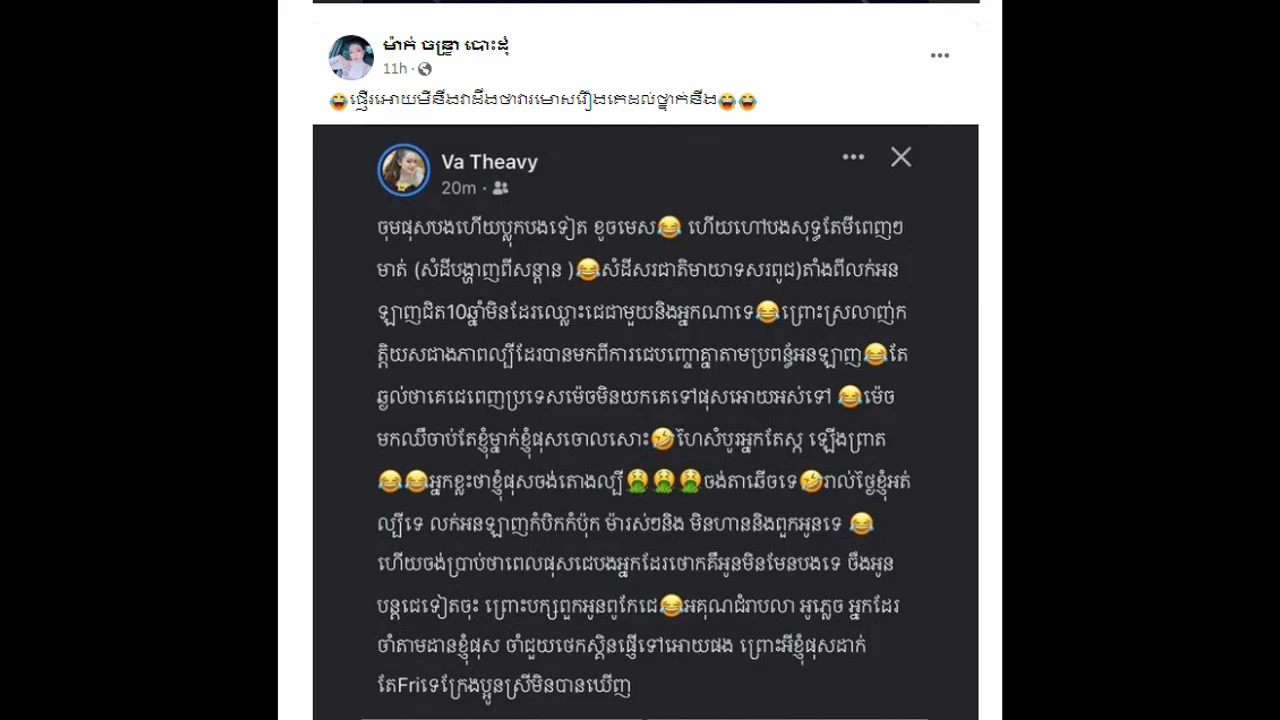 ម៉ាក់ ចន្ទ្រា បោះដុំ
11h ·
😂ផ្ញើរអោយមីនឹងវាដឹងថាវារមោសរឿងគេដល់ថ្នាក់នឹង😂😂
Va Theavy
20m ·
ចុមផុសបងហើយប្លុកបងទៀត ខូចមេស😂 ហើយហៅបងសុទ្ធតែមីពេញៗ
មាត់ (សំដីបង្ហាញពីសន្តាន )😂សំដីសរជាតិមាយាទសរពូជ)តាំងពីលក់អន
ឡាញជិត10ឆ្នាំមិនដែរឈ្លោះជេជាមួយនិងអ្នកណាទេ😂ព្រោះស្រលាញ់ក
ត្តិយសជាងភាពល្បីដែរបានមកពីការជេបញ្ចោគ្នាតាមប្រពន្ធ័អនឡាញ😂តែ
ឆ្ងល់ថាគេជេពេញប្រទេសម៉េចមិនយកគេទៅផុសអោយអស់ទៅ 😂ម៉េច
មកឈឺចាប់តែខ្ញុំម្នាក់ខ្ញុំផុសចោលសោះ🤣ហៃសំបូរអ្នកតែស្ក ឡើងព្រាត
😂😂អ្នកខ្លះថាខ្ញុំផុសចង់តោងល្បី🤮🤮🤮ចង់តាឆើចទេ🤣រាល់ថ្ងៃខ្ញុំអត់
ល្បីទេ លក់អនឡាញកំបិកកំប៉ុក ម៉ារស់ៗនិង មិនហាននិងពួកអូនទេ 😂
ហើយចង់ប្រាប់ថាពេលផុសជេបងអ្នកដែរថោកគឺអូនមិនមែនបងទេ ចឹងអូន
បន្តជេទៀតចុះ ព្រោះបក្សពួកអូនពូកែជេ😂អគុណជំរាបលា អូភ្លេច អ្នកដែរ
ចាំតាមដានខ្ញុំផុស ចាំជួយថេកស្គ្រិនផ្ញើទៅអោយផង ព្រោះអីខ្ញុំផុសដាក់
តែFriទេក្រែងប្អូនស្រីមិនបានឃើញ